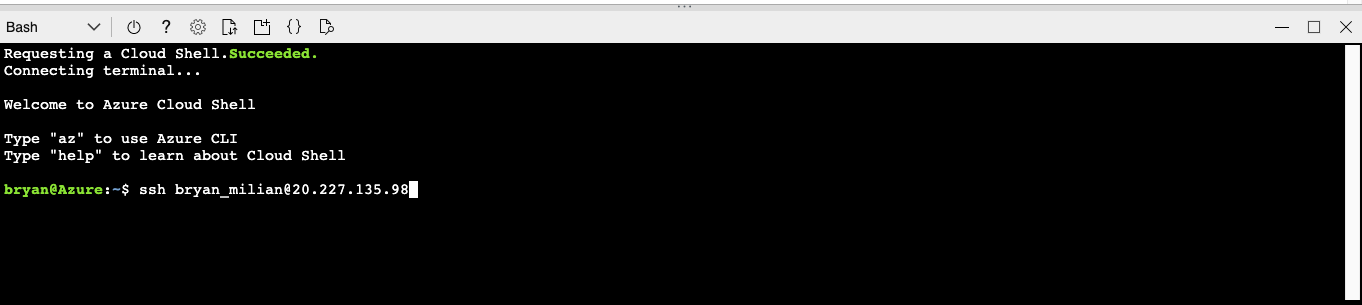 Bash
?
{}
Requesting a Cloud Shell.Succeeded.
Connecting terminal...
Welcome to Azure Cloud Shell
Type "az" to use Azure CLI
Type "help" to learn about Cloud Shell
bryan@Azure:~$ ssh bryan_milian@20.227.135.98